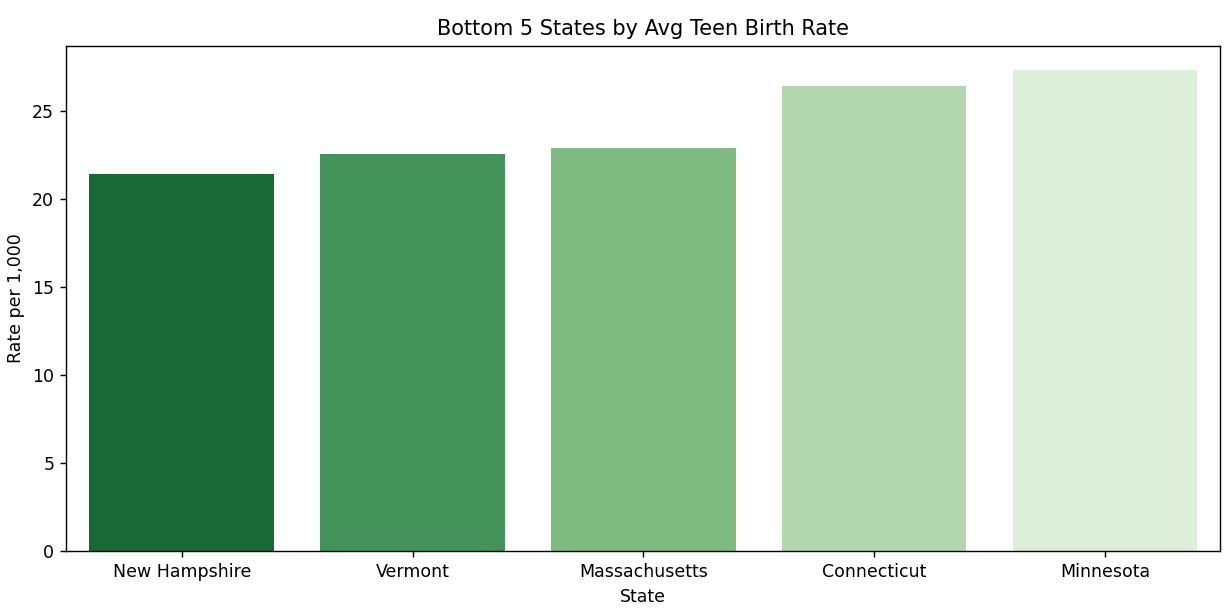 Bottom 5 States by Avg Teen Birth Rate
Rate per 1,000
25
20
15
10
5
0
New Hampshire Vermont Massachusetts Connecticut Minnesota
State